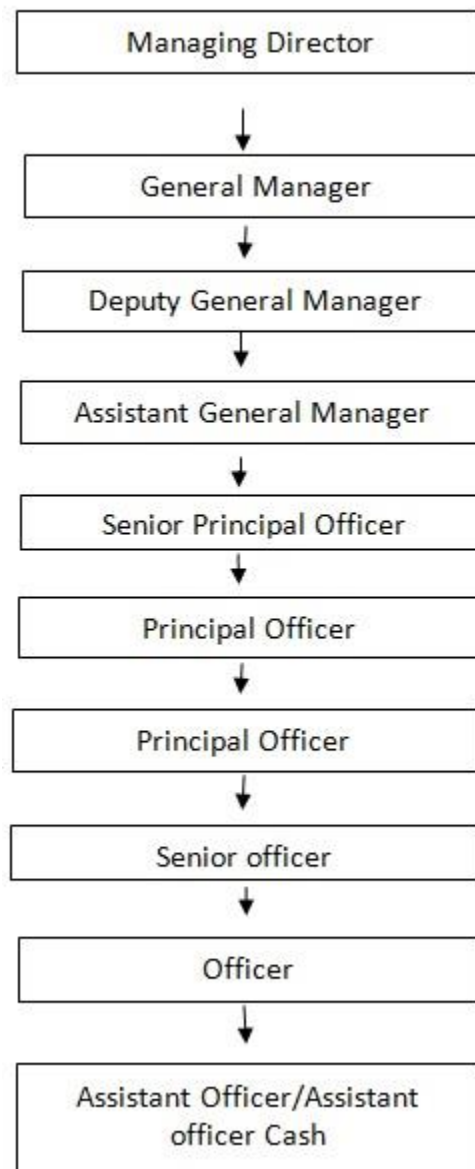 Managing Director
General Manager
Deputy General Manager
Assistant General Manager
Senior Principal Officer
Principal Officer
Principal Officer
Senior officer
Officer
Assistant Officer/Assistant
officer Cash